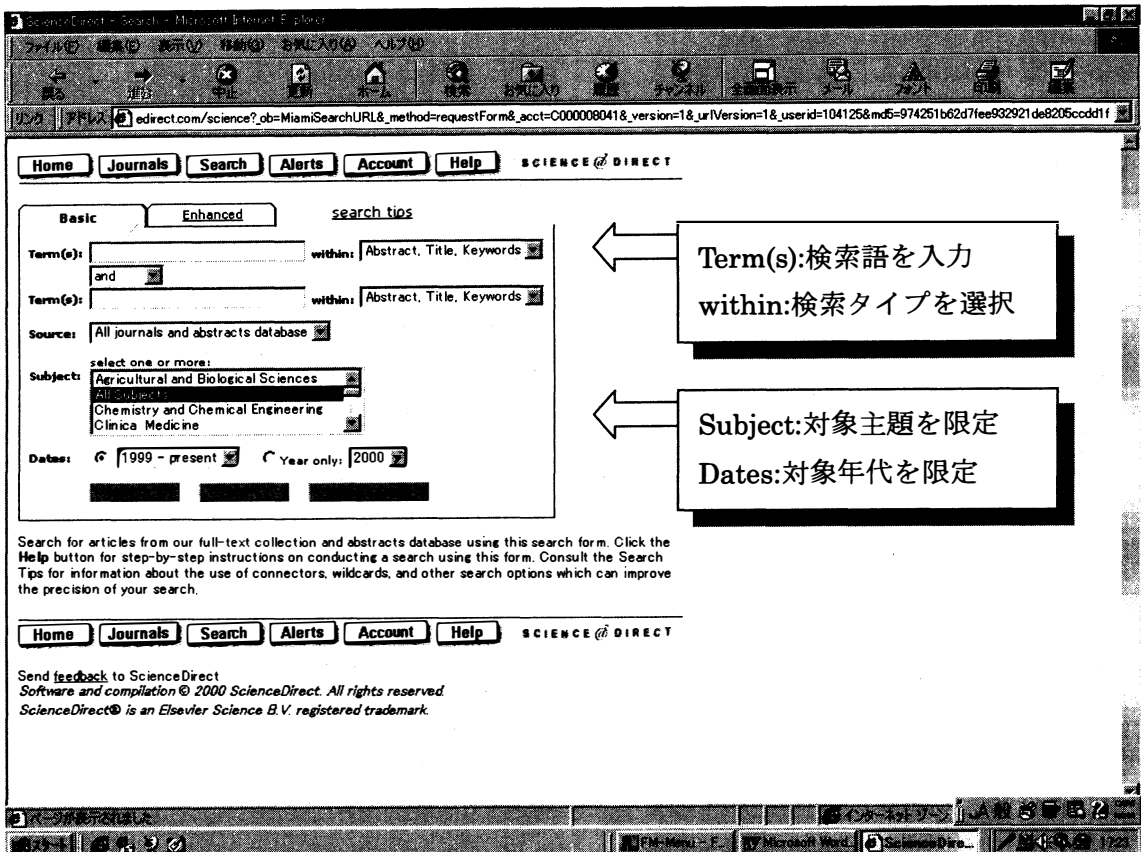 ScienceDirect - Search - Microsoft Internet Explorer
ファイル(F) 編集(E) 表示(V) 移動(G) お気に入り(A) ヘルプ(H)
戻る 進む 中止 更新 ホーム 検索 お気に入り 履歴 チャンネル 全画面表示 メール フォント 印刷 編集
リンク アドレス edirect.com/science?_ob=MiamiSearchURL&_method=requestForm&_acct=C000008041&_version=1&_urlVersion=1&_userid=104125&md5=974251b62d7fee932921de8205ccdd1f
Home Journals Search Alerts Account Help SCIENCE @ DIRECT
Basic Enhanced search tips
Term(s): within: Abstract, Title, Keywords
and
Term(s): within: Abstract, Title, Keywords
Source: All journals and abstracts database
select one or more:
Subject: Agricultural and Biological Sciences
All Subjects
Chemistry and Chemical Engineering
Clinica Medicine
Dates: 1999 - present Year only: 2000
Term(s):検索語を入力
within:検索タイプを選択
Subject:対象主題を限定
Dates:対象年代を限定
Search for articles from our full-text collection and abstracts database using this search form. Click the
Help button for step-by-step instructions on conducting a search using this form. Consult the Search
Tips for information about the use of connectors, wildcards, and other search options which can improve
the precision of your search.
Home Journals Search Alerts Account Help SCIENCE @ DIRECT
Send feedback to ScienceDirect
Software and compilation © 2000 ScienceDirect. All rights reserved.
ScienceDirect® is an Elsevier Science B.V. registered trademark.
ページが表示されました インターネット ゾーン A 般
スタート FM-Menu - F... Microsoft Word ScienceDire... 17:23